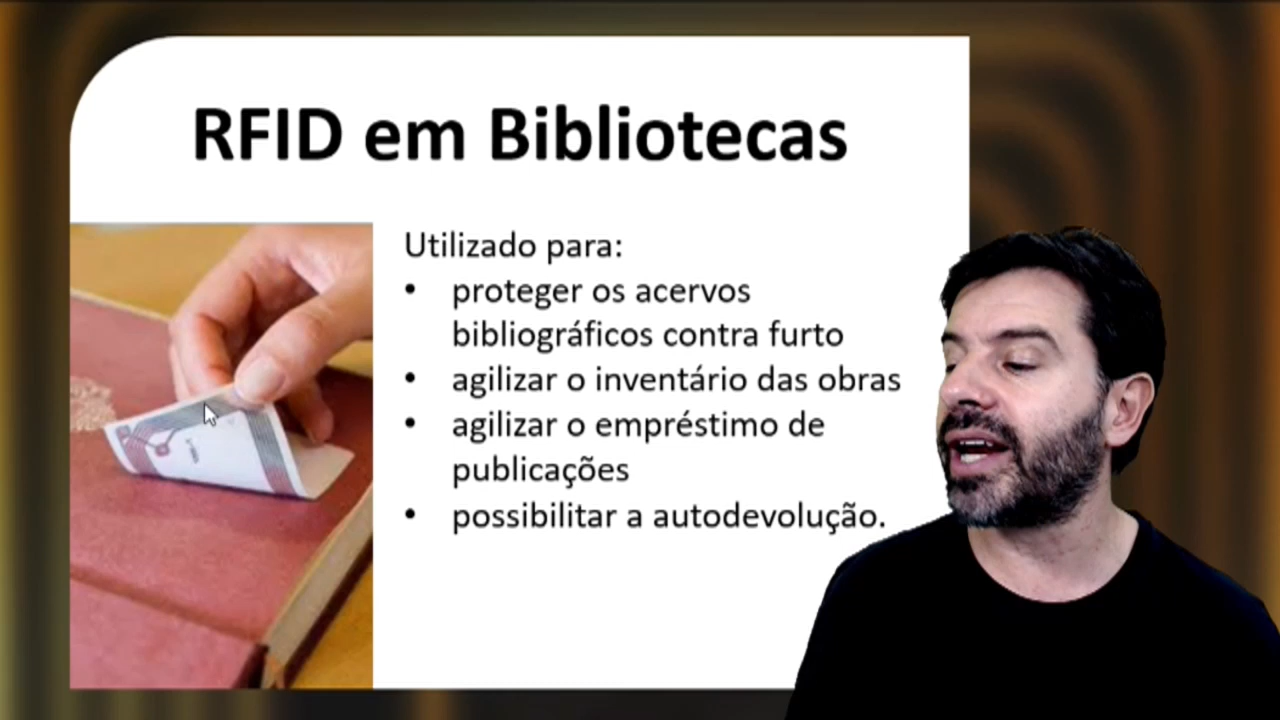 RFID em Bibliotecas
Utilizado para:
• proteger os acervos
bibliográficos contra furto
• agilizar o inventário das obras
• agilizar o empréstimo de
publicações
• possibilitar a autodevolução.